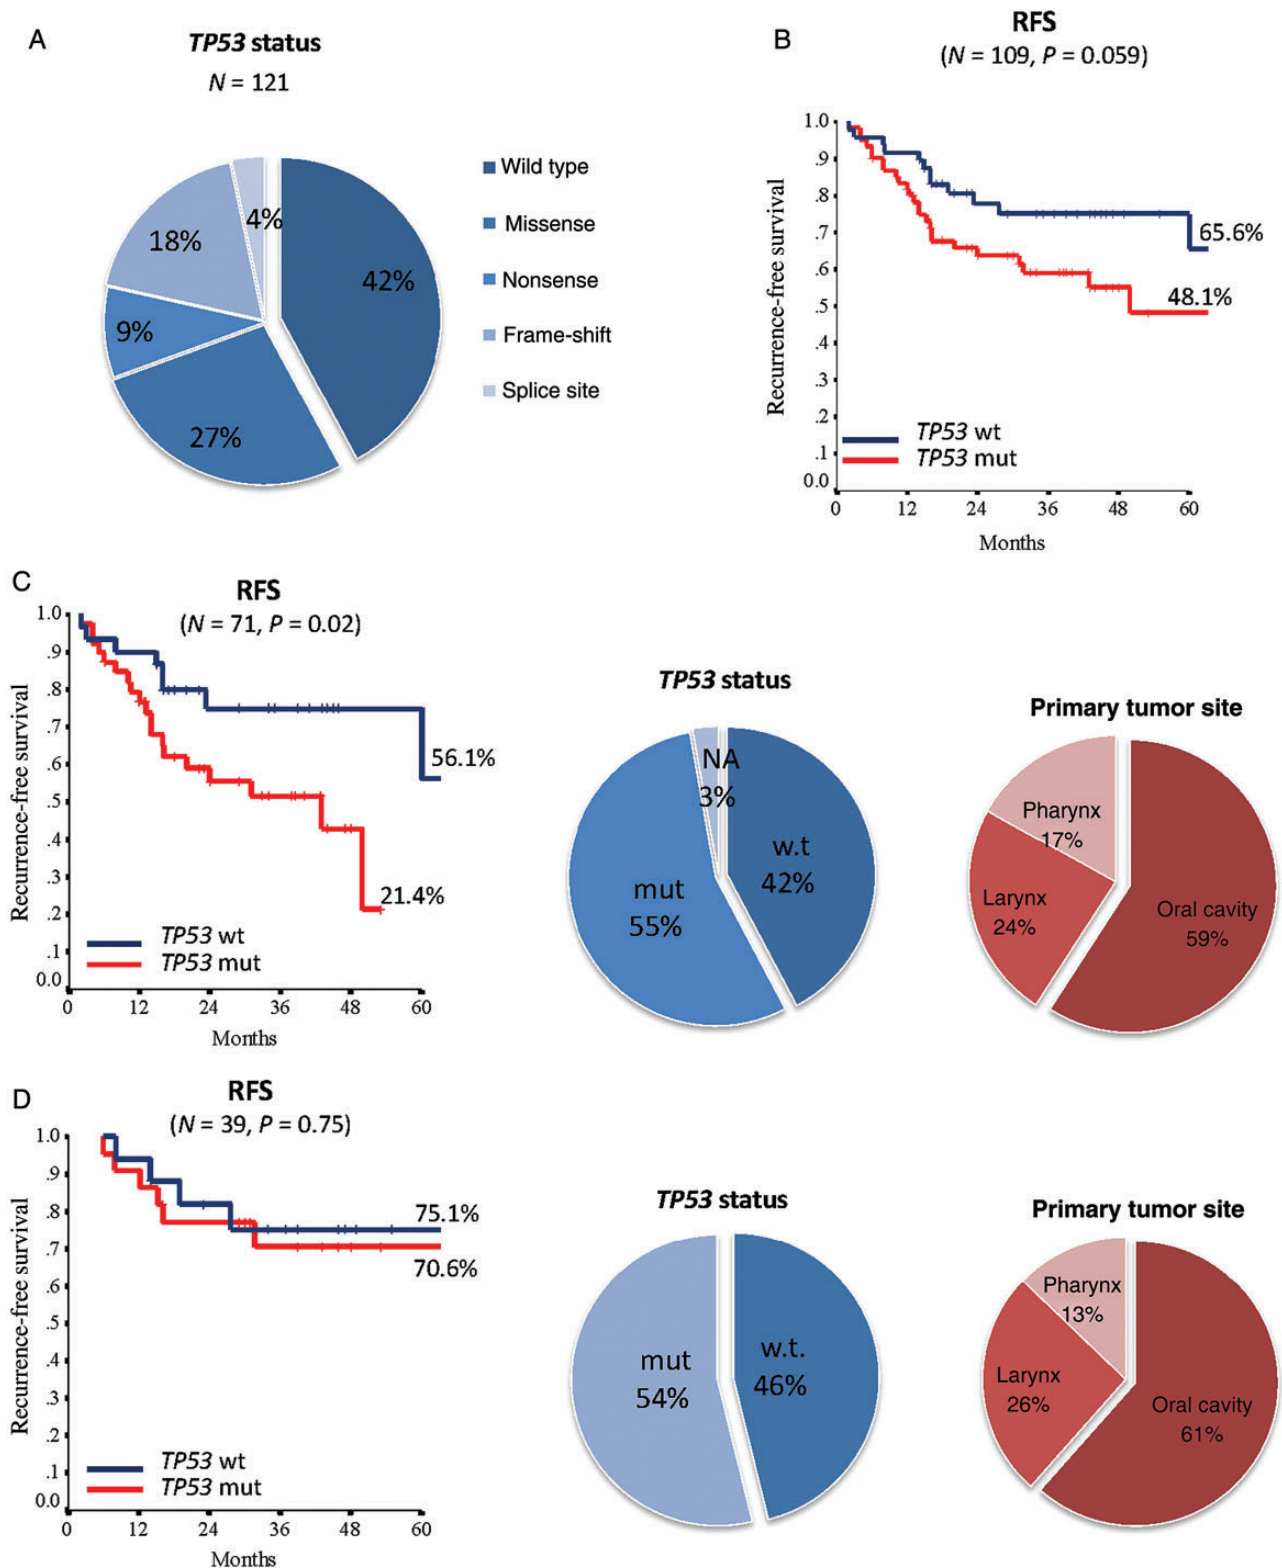 A
TP53 status
N = 121
4%
18%
42%
9%
27%
Wild type
Missense
Nonsense
Frame-shift
Splice site
B
RFS
(N = 109, P = 0.059)
Recurrence-free survival
1.0
.9
.8
.7
.6
.5
.4
.3
.2
.1
0.0
65.6%
48.1%
TP53 wt
TP53 mut
0 12 24 36 48 60
Months
C
RFS
(N = 71, P = 0.02)
Recurrence-free survival
1.0
.9
.8
.7
.6
.5
.4
.3
.2
.1
0.0
56.1%
21.4%
TP53 wt
TP53 mut
0 12 24 36 48 60
Months
TP53 status
NA
3%
w.t
42%
mut
55%
Primary tumor site
Pharynx
17%
Larynx
24%
Oral cavity
59%
D
RFS
(N = 39, P = 0.75)
Recurrence-free survival
1.0
.9
.8
.7
.6
.5
.4
.3
.2
.1
0.0
75.1%
70.6%
TP53 wt
TP53 mut
0 12 24 36 48 60
Months
TP53 status
mut
54%
w.t.
46%
Primary tumor site
Pharynx
13%
Larynx
26%
Oral cavity
61%